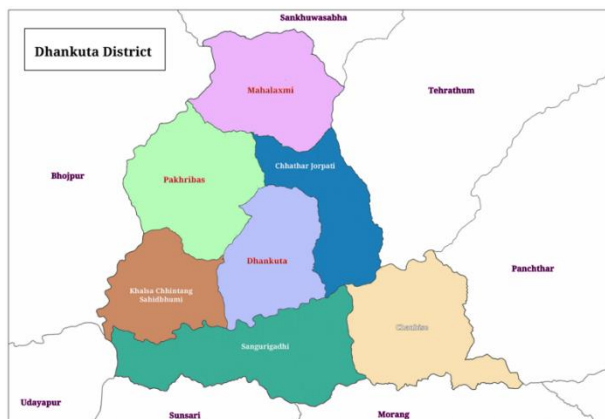 Sankhuwasabha
Dhankuta District
Mahalaxmi
Tehrathum
Chhathar Jorpati
Bhojpur
Pakhribas
Dhankuta
Panchthar
Khalsa Chhintang
Sahidbhumi
Chaubise
Sangurigadhi
Udayapur
Sunsari
Morang